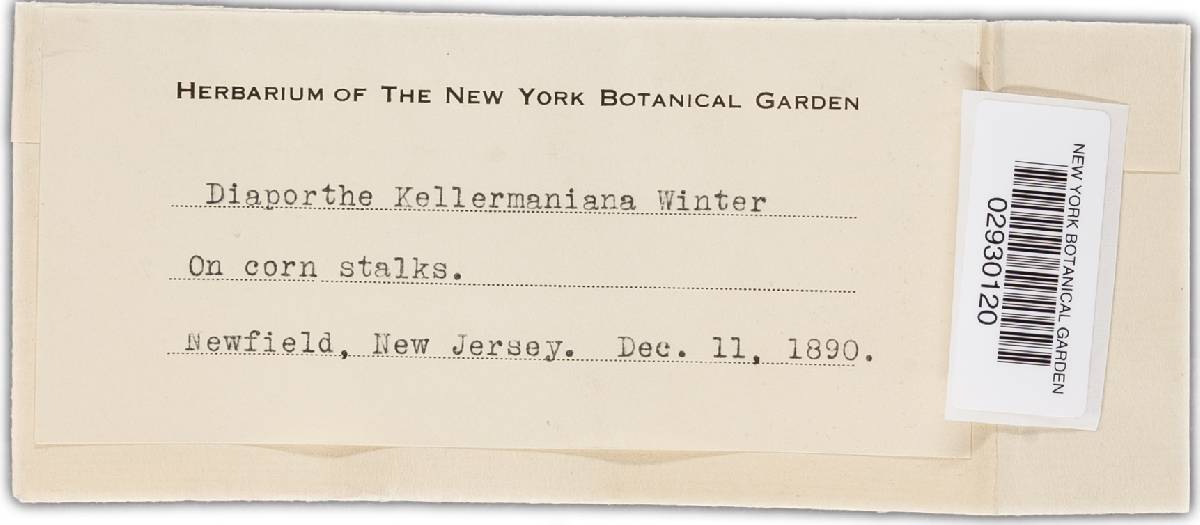 HERBARIUM OF THE NEW YORK BOTANICAL GARDEN
Diaporthe Kellermaniana Winter
On corn stalks.
Newfield, New Jersey. Dec. 11, 1890.
NEW YORK BOTANICAL GARDEN
02930120